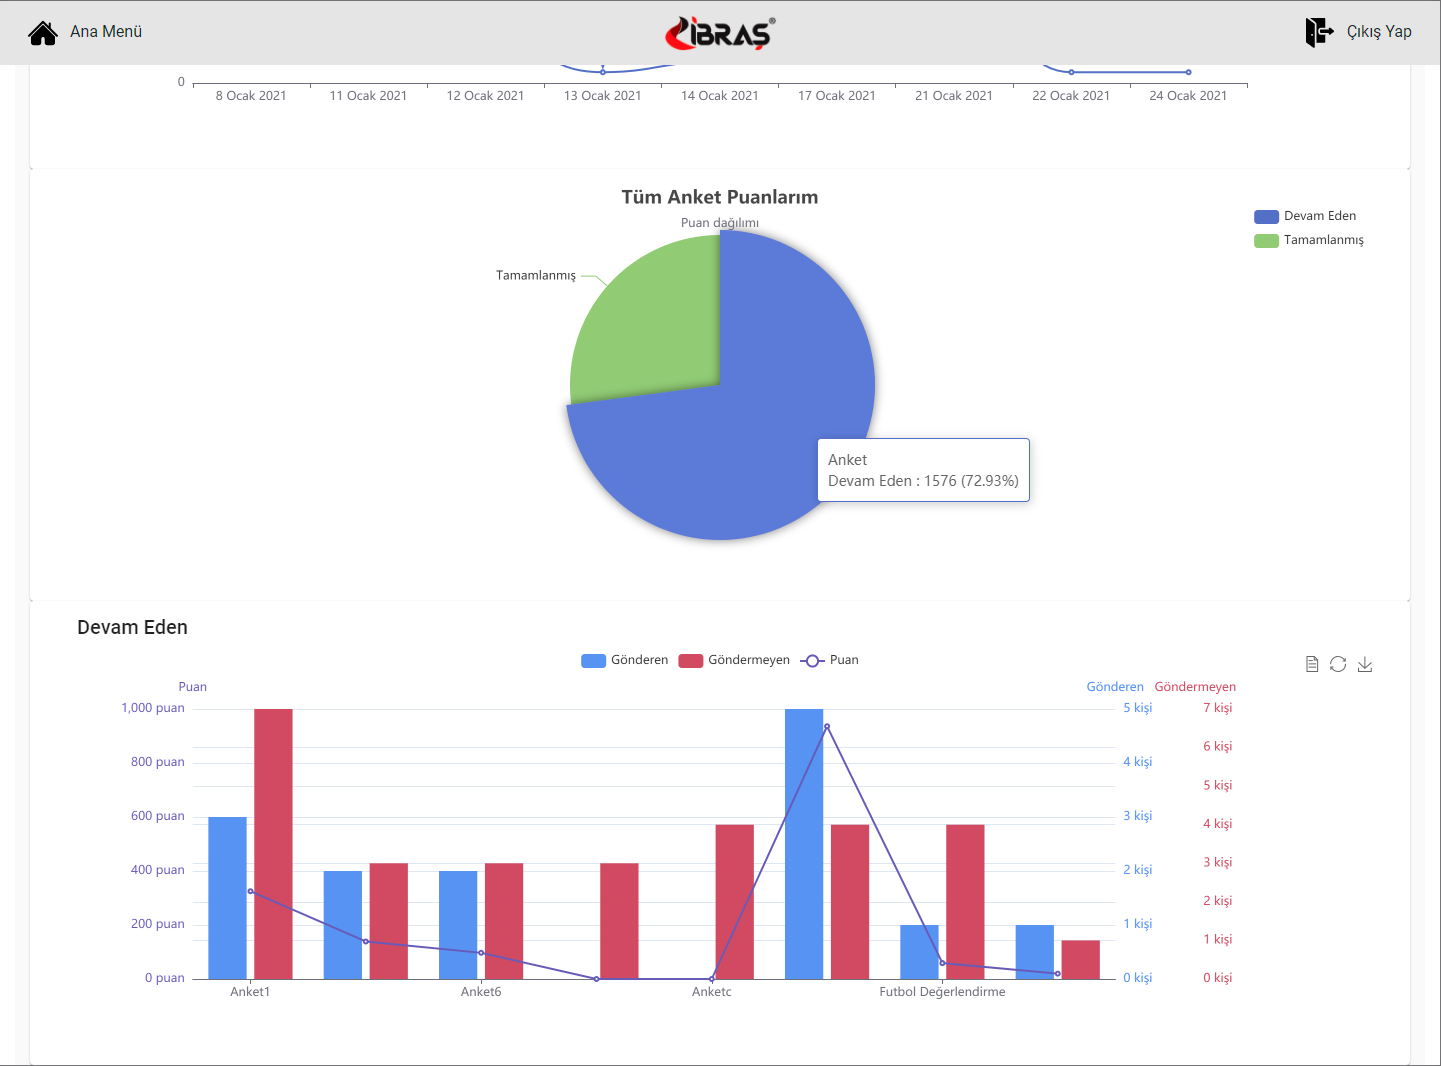 Ana Menü
İBRAŞ®
Çıkış Yap
0
8 Ocak 2021 11 Ocak 2021 12 Ocak 2021 13 Ocak 2021 14 Ocak 2021 17 Ocak 2021 21 Ocak 2021 22 Ocak 2021 24 Ocak 2021
Tüm Anket Puanlarım
Puan dağılımı
Devam Eden
Tamamlanmış
Tamamlanmış
Anket
Devam Eden : 1576 (72.93%)
Devam Eden
Gönderen Göndermeyen Puan
Puan
1,000 puan
800 puan
600 puan
400 puan
200 puan
0 puan
Gönderen
5 kişi
4 kişi
3 kişi
2 kişi
1 kişi
0 kişi
Göndermeyen
7 kişi
6 kişi
5 kişi
4 kişi
3 kişi
2 kişi
1 kişi
0 kişi
Anket1 Anket6 Anketc Futbol Değerlendirme